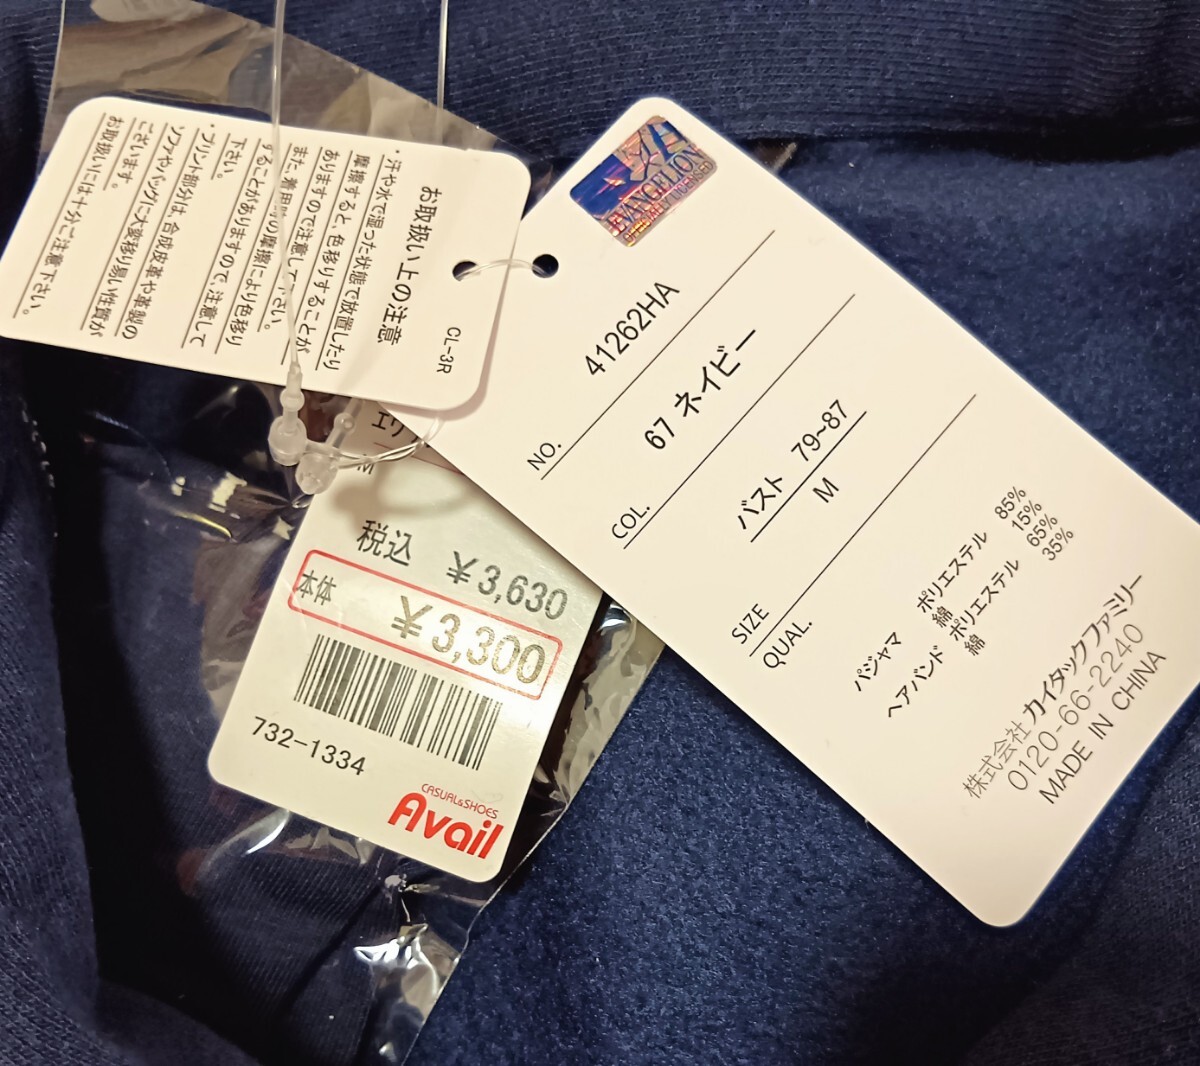 CL-3R
お取扱い上の注意
・汗や水で湿った状態で放置したり
摩擦すると、色移りすることが
ありますので注意して下さい。
また、着用時の摩擦により色移り
することがありますので、注意して
下さい。
・プリント部分は、合成皮革や革製の
ソファやバッグに大変移り易い性質が
ございます。
お取扱いには十分ご注意下さい。
EVANGELION
OFFICIALLY LICENSED
NO. 41262HA
COL. 67 ネイビー
SIZE バスト 79~87
M
QUAL.
パジャマ ポリエステル 85%
綿 15%
ヘアバンド ポリエステル 65%
綿 35%
株式会社カイタックファミリー
0120-66-2240
MADE IN CHINA
M
税込 ¥3,630
本体 ¥3,300
732-1334
CASUAL&SHOES
Avail